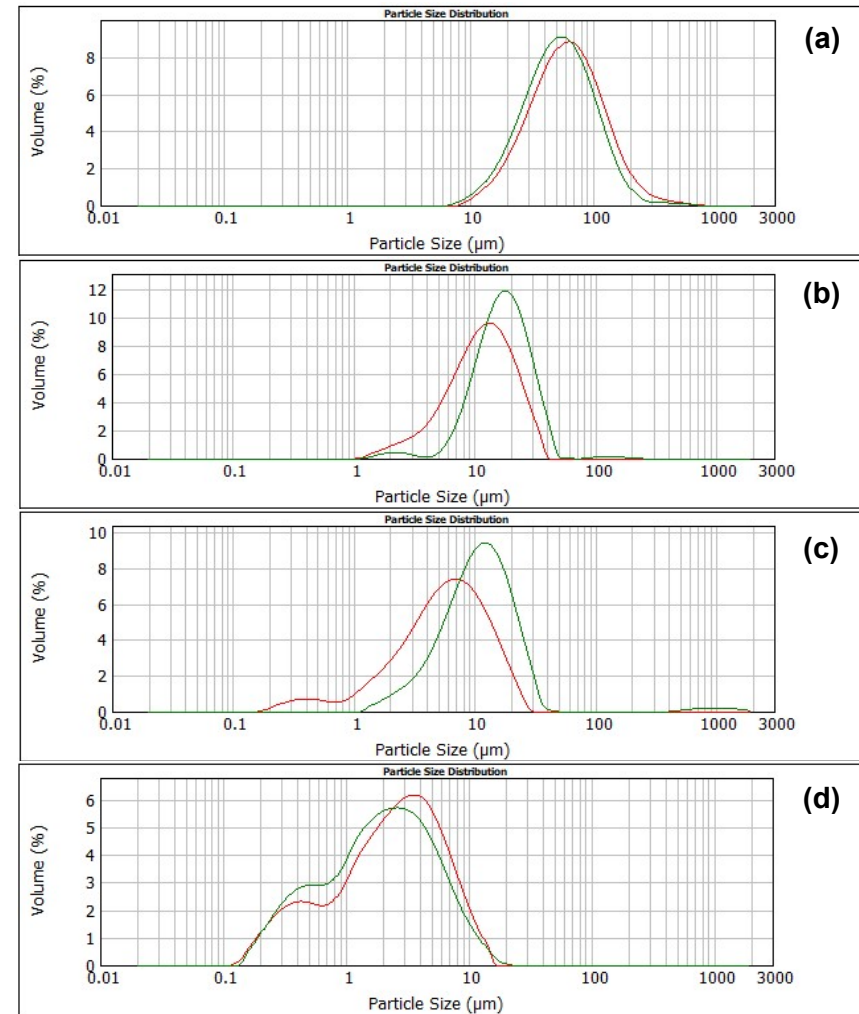 Particle Size Distribution
(a)
Volume (%)
8
6
4
2
0
0.01 0.1 1 10 100 1000 3000
Particle Size (µm)
Particle Size Distribution
(b)
Volume (%)
12
10
8
6
4
2
0
0.01 0.1 1 10 100 1000 3000
Particle Size (µm)
Particle Size Distribution
(c)
Volume (%)
10
8
6
4
2
0
0.01 0.1 1 10 100 1000 3000
Particle Size (µm)
Particle Size Distribution
(d)
Volume (%)
6
5
4
3
2
1
0
0.01 0.1 1 10 100 1000 3000
Particle Size (µm)